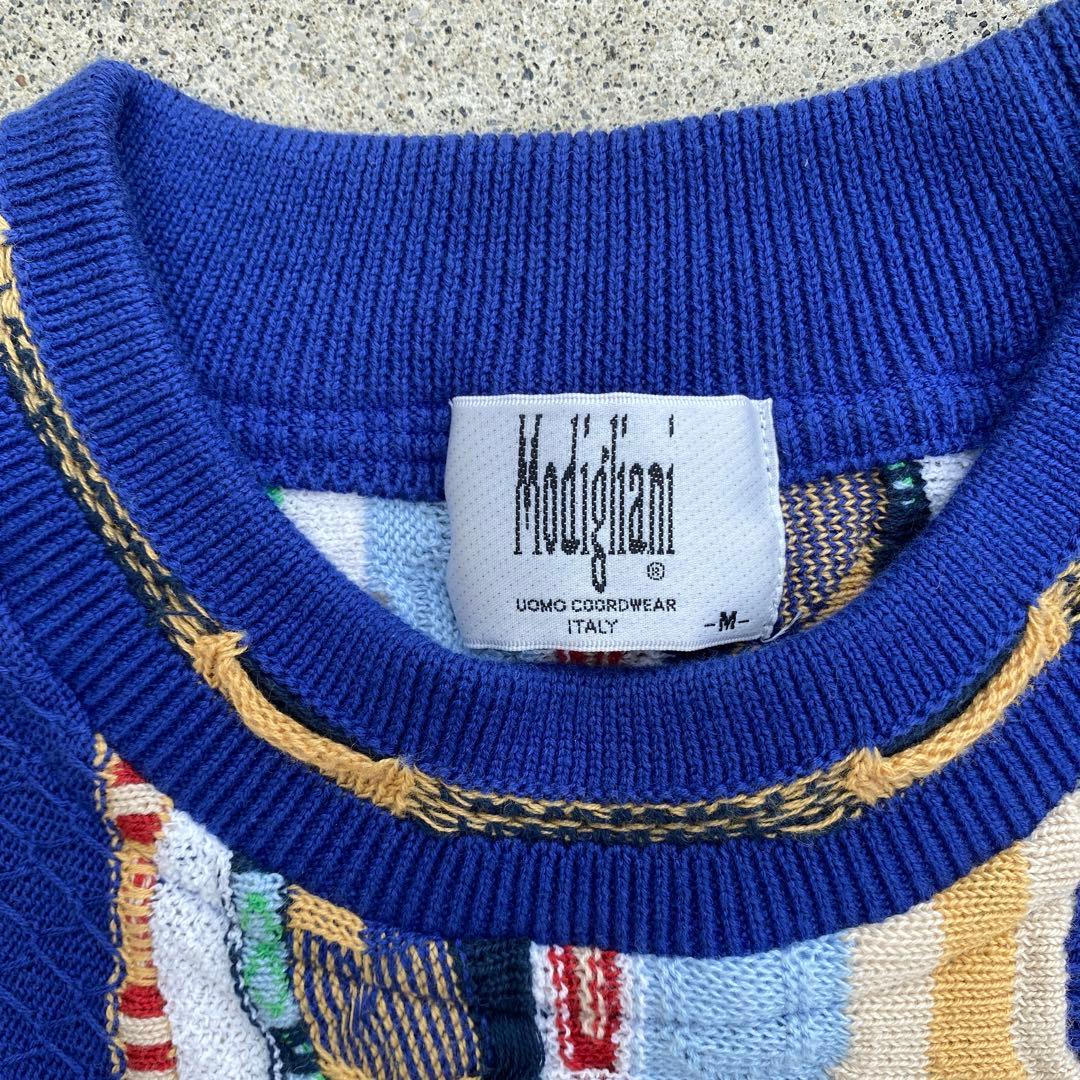 Modigliani
®
UOMO COORDWEAR
ITALY
-M-